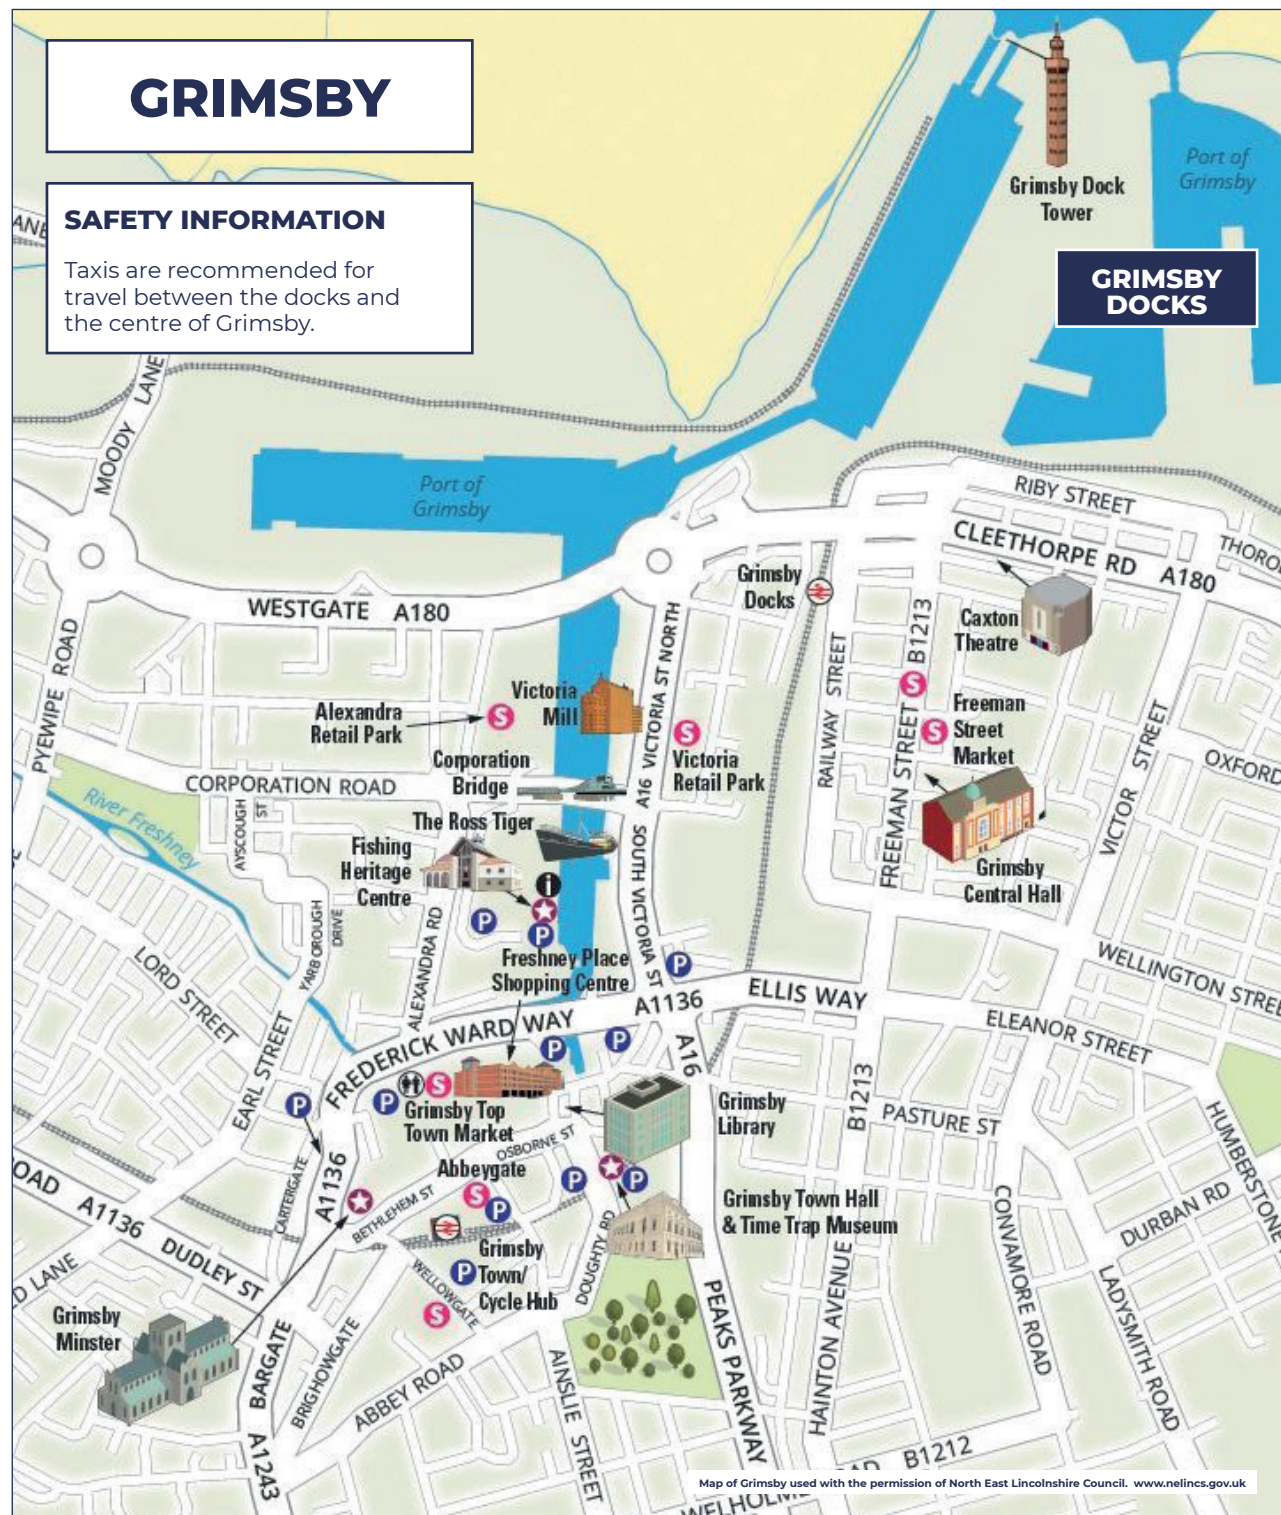 GRIMSBY
SAFETY INFORMATION
Taxis are recommended for
travel between the docks and
the centre of Grimsby.
Grimsby Dock
Tower
Port of
Grimsby
GRIMSBY
DOCKS
MOODY LANE
Port of
Grimsby
RIBY STREET
CLEETHORPE RD A180
WESTGATE A180
Grimsby
Docks
Caxton
Theatre
PYEWIPE ROAD
A16 VICTORIA ST NORTH
RAILWAY STREET
FREEMAN STREET B1213
VICTOR STREET
OXFORD
Victoria
Mill
Alexandra
Retail Park
S
S
S
S
Freeman
Street
Market
Victoria
Retail Park
Corporation
Bridge
CORPORATION ROAD
River Freshney
AYSCOUGH
ST
The Ross Tiger
Fishing
Heritage
Centre
i
P
P
Grimsby
Central Hall
SOUTH VICTORIA ST
YARBOROUGH
DRIVE
ALEXANDRA RD
LORD STREET
Freshney Place
Shopping Centre
P
WELLINGTON STREE
ELLIS WAY
A1136
ELEANOR STREET
EARL STREET
FREDERICK WARD WAY
P
P
A16
B1213
PASTURE ST
HUMBERSTONE
P
P
S
Grimsby Top
Town Market
Grimsby
Library
OSBORNE ST
Abbeygate
S
P
P
P
CARTERGATE
A1136
BETHLEHEM ST
Grimsby Town Hall
& Time Trap Museum
DURBAN RD
OAD A1136 DUDLEY ST
D LANE
WELLOWGATE
P
Grimsby
Town/
Cycle Hub
S
DOUGHTY RD
CONVAMORE ROAD
LADYSMITH ROAD
HAINTON AVENUE
PEAKS PARKWAY
Grimsby
Minster
BARGATE
BRIGHOWGATE
ABBEY ROAD
AINSLIE STREET
A1243
B1212
Map of Grimsby used with the permission of North East Lincolnshire Council. www.nelincs.gov.uk